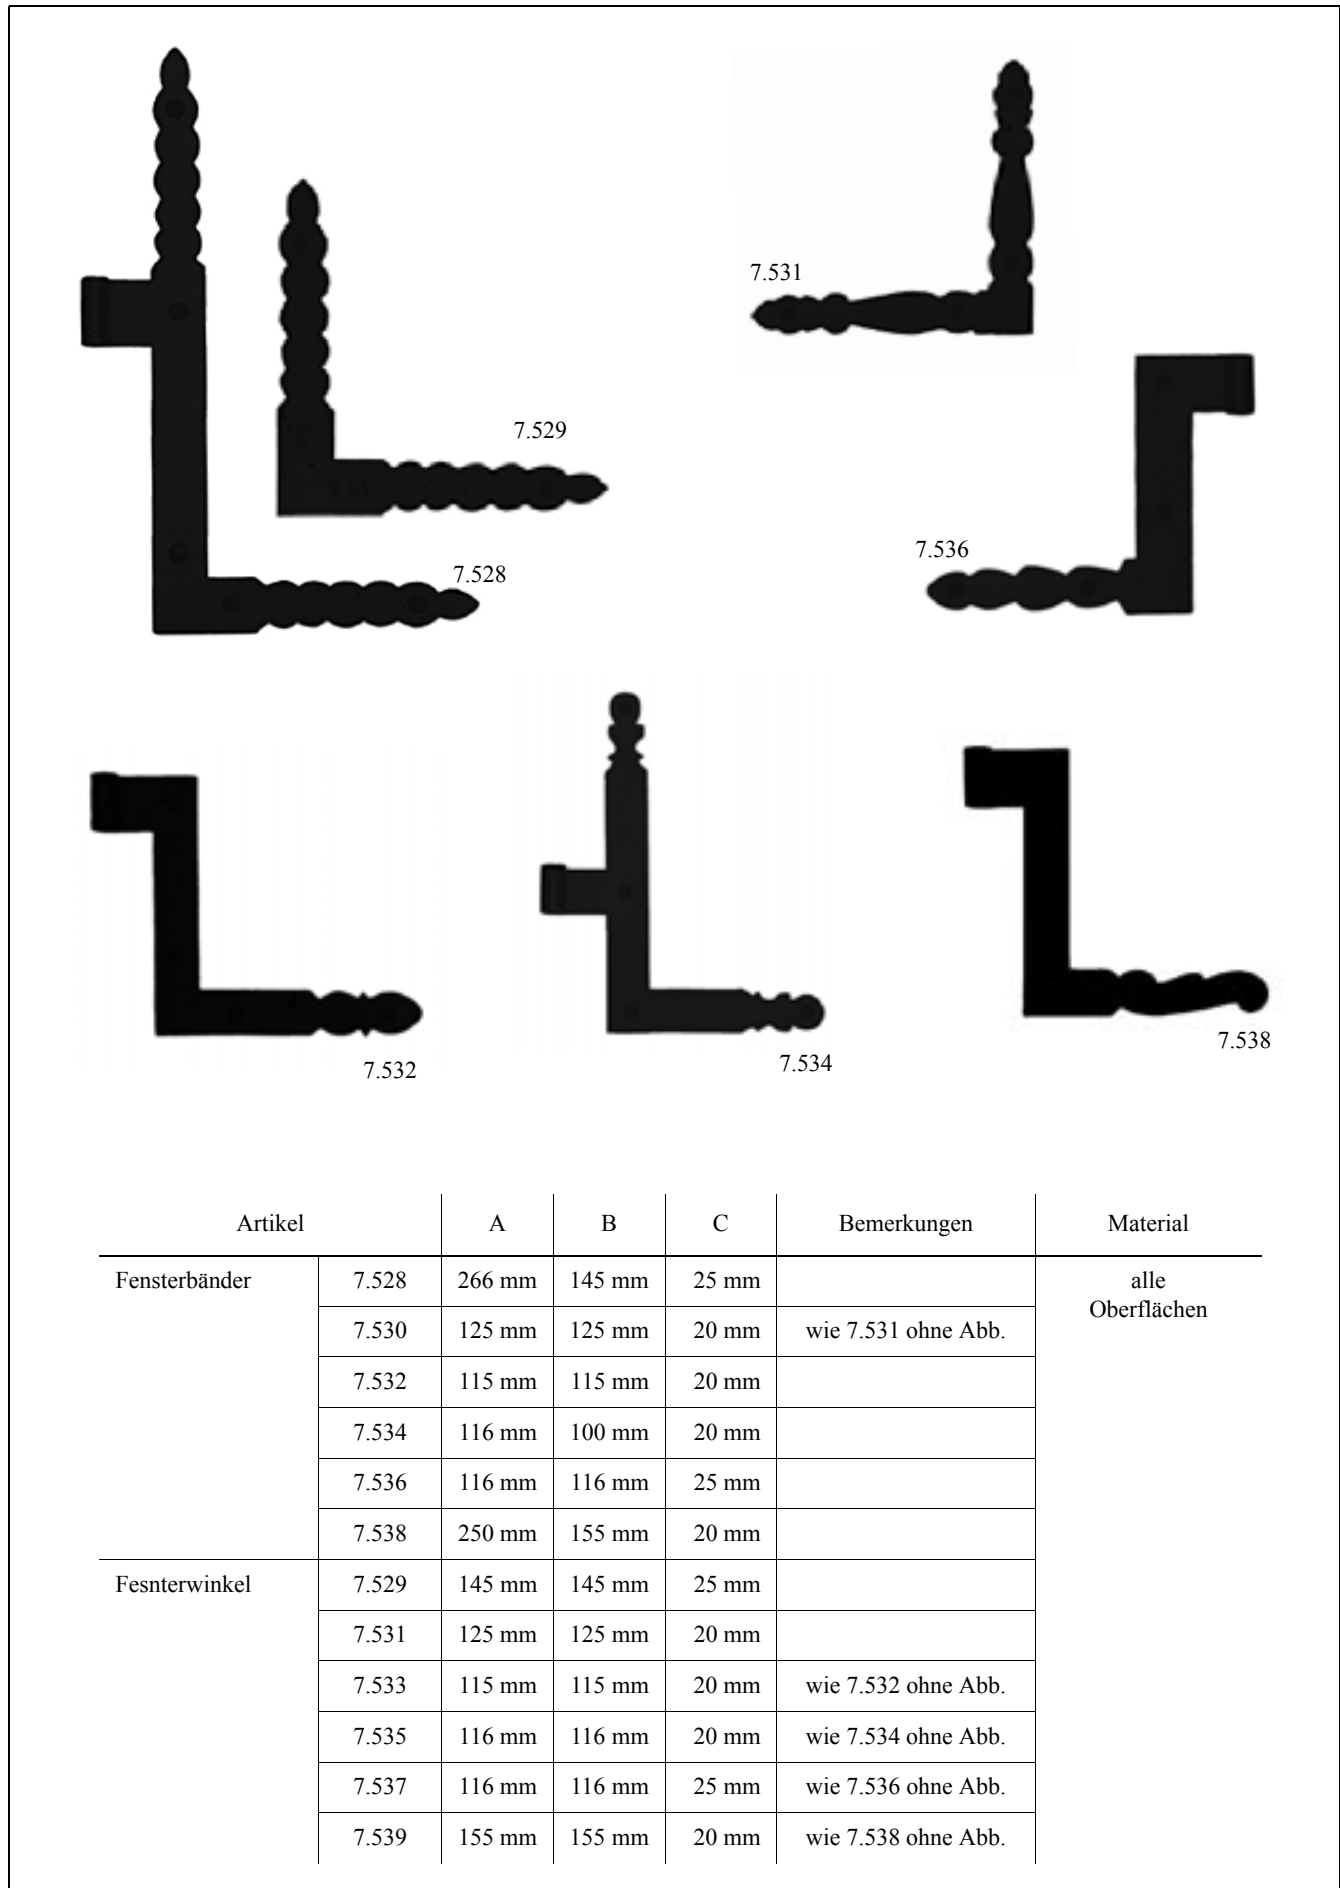 7.531
7.529
7.536
7.528
7.532
7.534
7.538
Artikel A B C Bemerkungen Material
Fensterbänder 7.528 266 mm 145 mm 25 mm alle
Oberflächen
7.530 125 mm 125 mm 20 mm wie 7.531 ohne Abb.
7.532 115 mm 115 mm 20 mm
7.534 116 mm 100 mm 20 mm
7.536 116 mm 116 mm 25 mm
7.538 250 mm 155 mm 20 mm
Fesnterwinkel 7.529 145 mm 145 mm 25 mm
7.531 125 mm 125 mm 20 mm
7.533 115 mm 115 mm 20 mm wie 7.532 ohne Abb.
7.535 116 mm 116 mm 20 mm wie 7.534 ohne Abb.
7.537 116 mm 116 mm 25 mm wie 7.536 ohne Abb.
7.539 155 mm 155 mm 20 mm wie 7.538 ohne Abb.